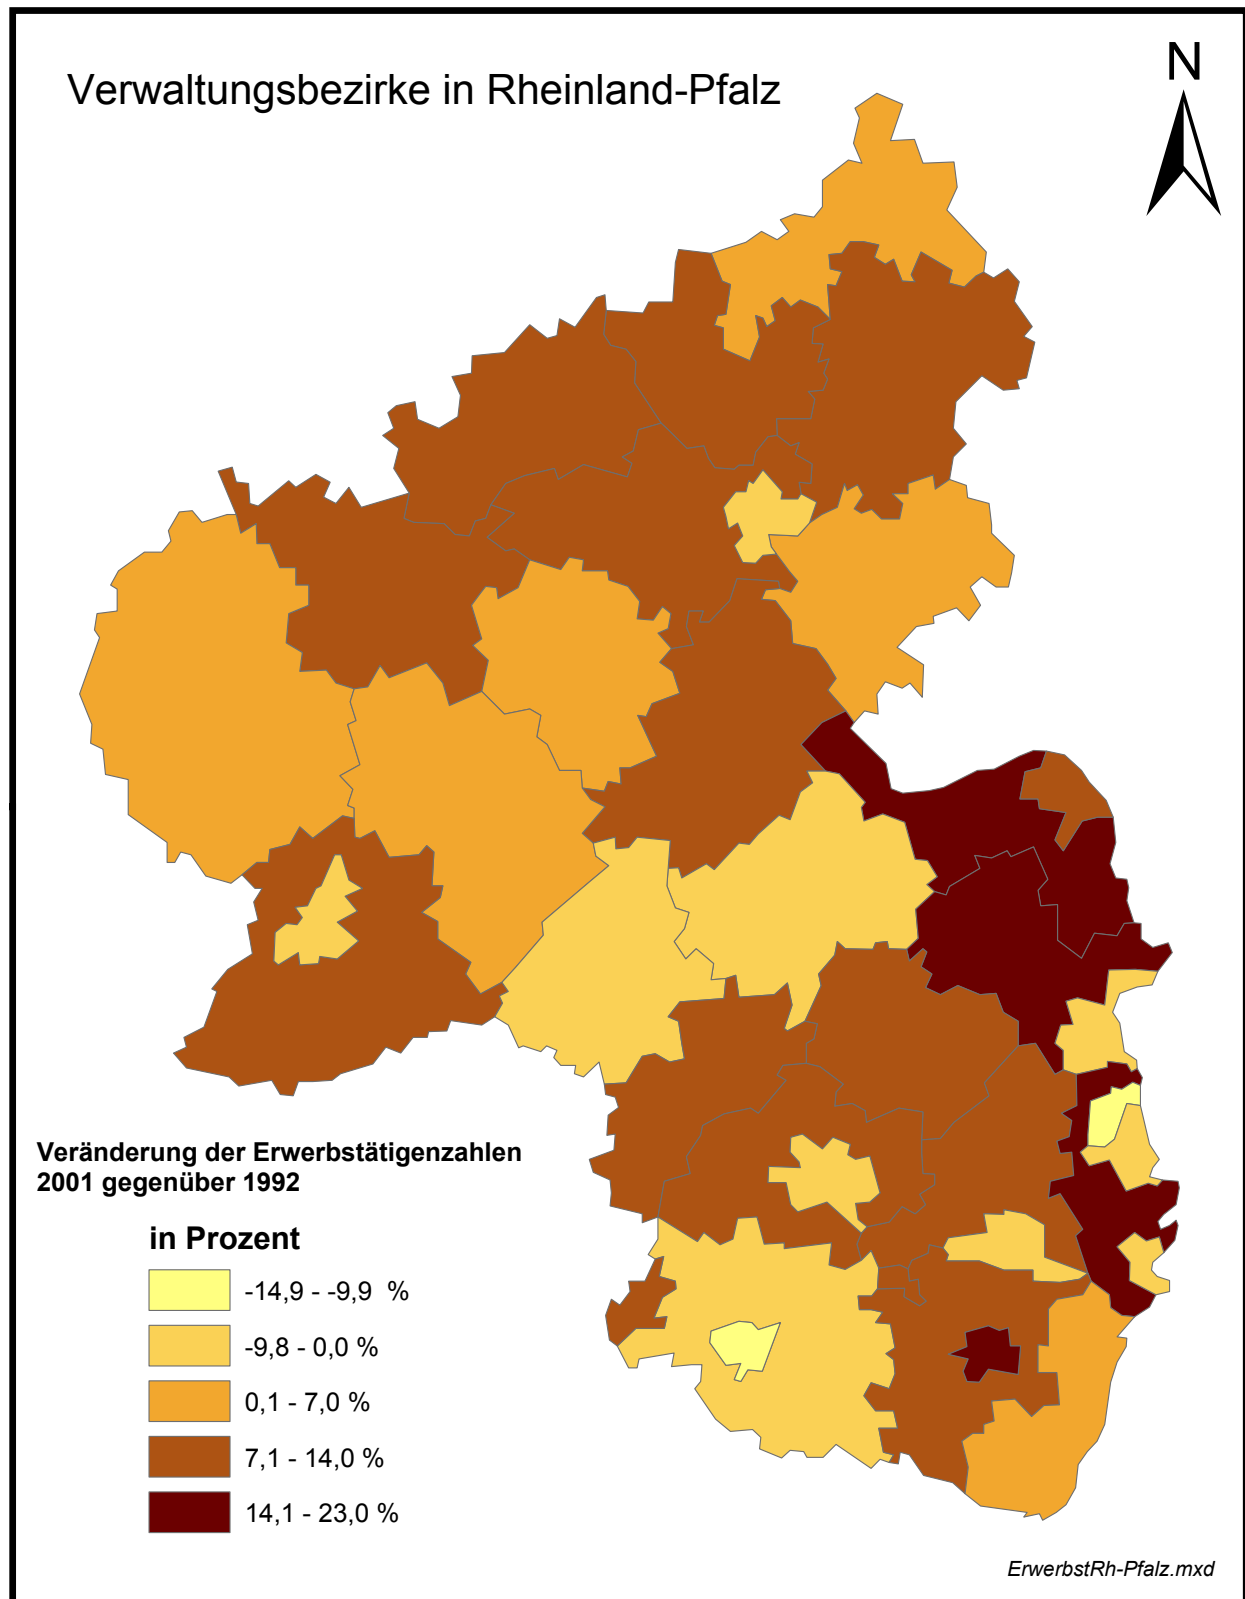 Verwaltungsbezirke in Rheinland-Pfalz
N
Veränderung der Erwerbstätigenzahlen
2001 gegenüber 1992
in Prozent
-14,9 - -9,9 %
-9,8 - 0,0 %
0,1 - 7,0 %
7,1 - 14,0 %
14,1 - 23,0 %
ErwerbstRh-Pfalz.mxd